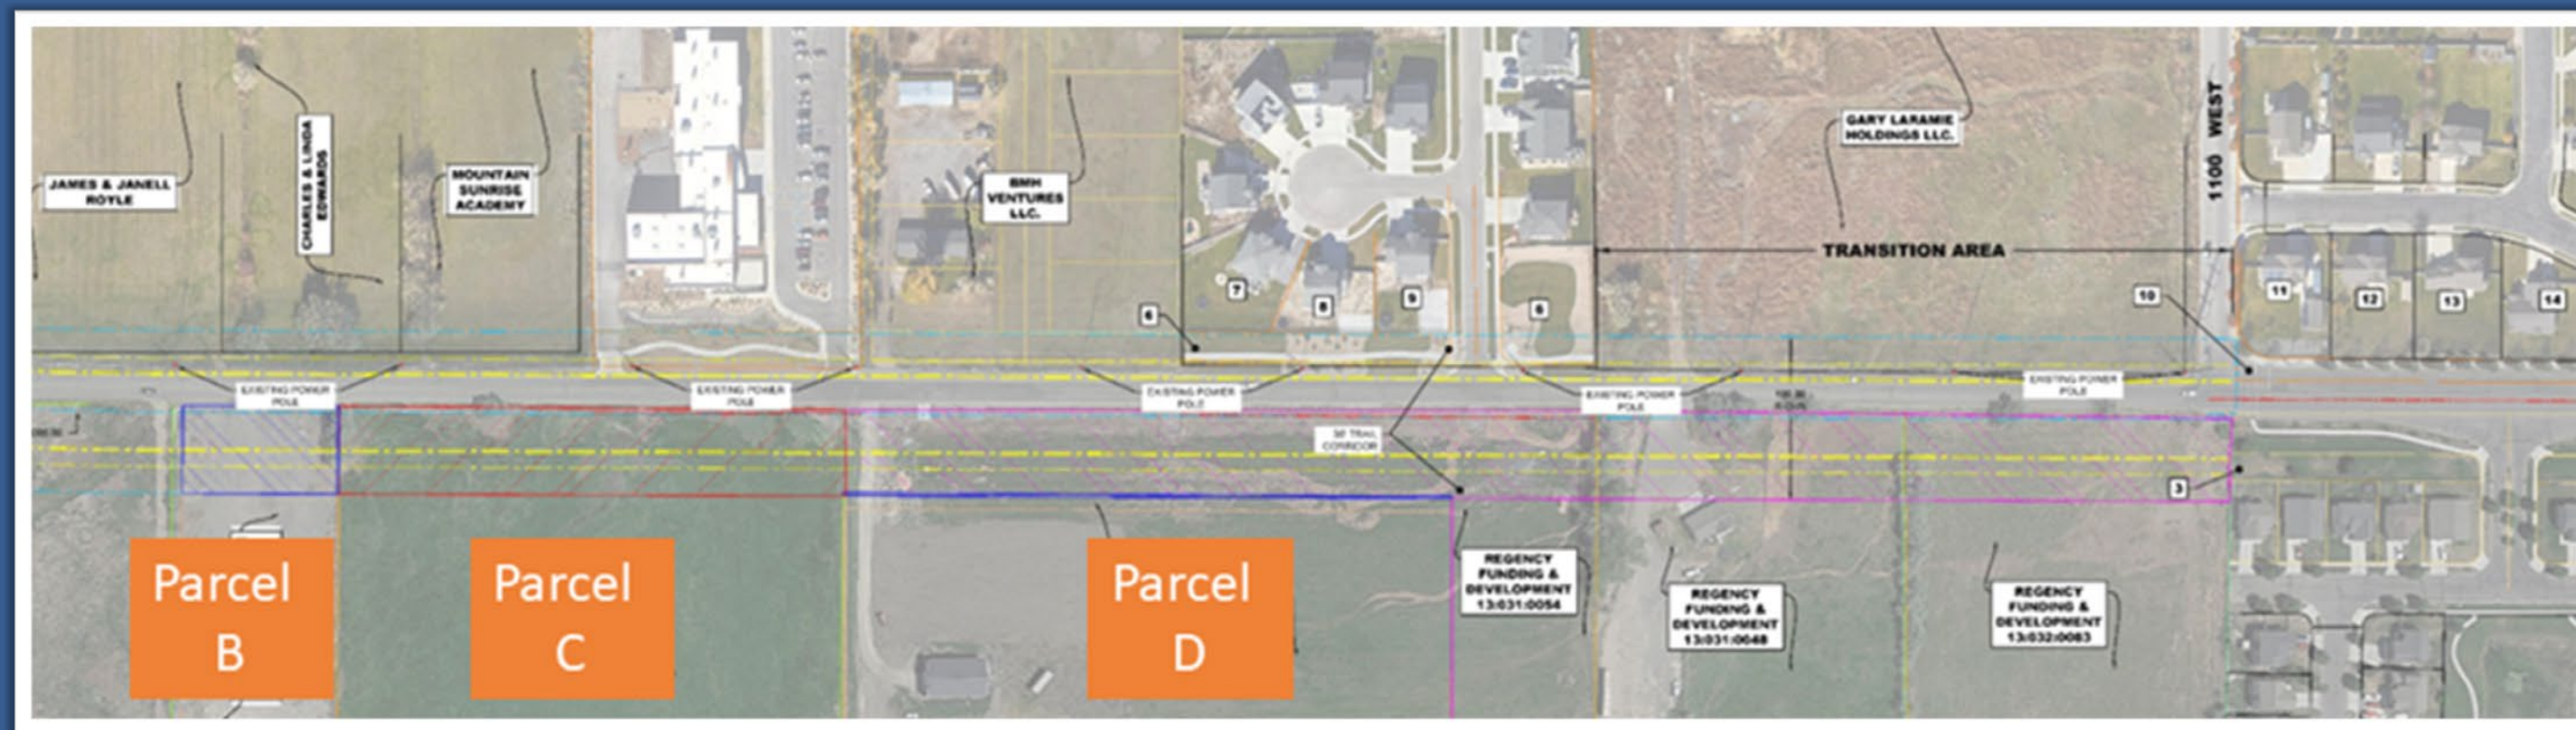 JAMES & JANELL
ROYLE
CHARLES & LINDA
EDWARDS
MOUNTAIN
SUNRISE
ACADEMY
BMH
VENTURES
LLC.
7
8
9
6
6
GARY LARAMIE
HOLDINGS LLC.
TRANSITION AREA
1100 WEST
10
11
12
13
14
EXISTING POWER
POLE
EXISTING POWER
POLE
EXISTING POWER
POLE
EXISTING POWER
POLE
EXISTING POWER
POLE
TRAIL
CORRIDOR
3
Parcel
B
Parcel
C
Parcel
D
REGENCY
FUNDING &
DEVELOPMENT
13:031:0054
REGENCY
FUNDING &
DEVELOPMENT
13:031:0048
REGENCY
FUNDING &
DEVELOPMENT
13:032:0083